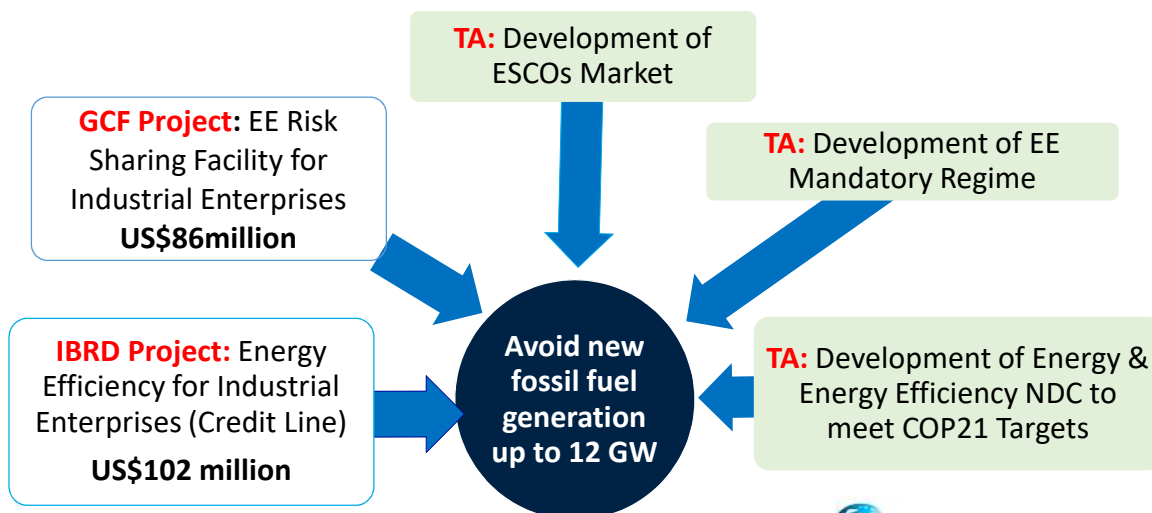 TA: Development of
ESCOs Market
GCF Project: EE Risk
Sharing Facility for
Industrial Enterprises
US$86million
TA: Development of EE
Mandatory Regime
IBRD Project: Energy
Efficiency for Industrial
Enterprises (Credit Line)
US$102 million
Avoid new
fossil fuel
generation
up to 12 GW
TA: Development of Energy &
Energy Efficiency NDC to
meet COP21 Targets